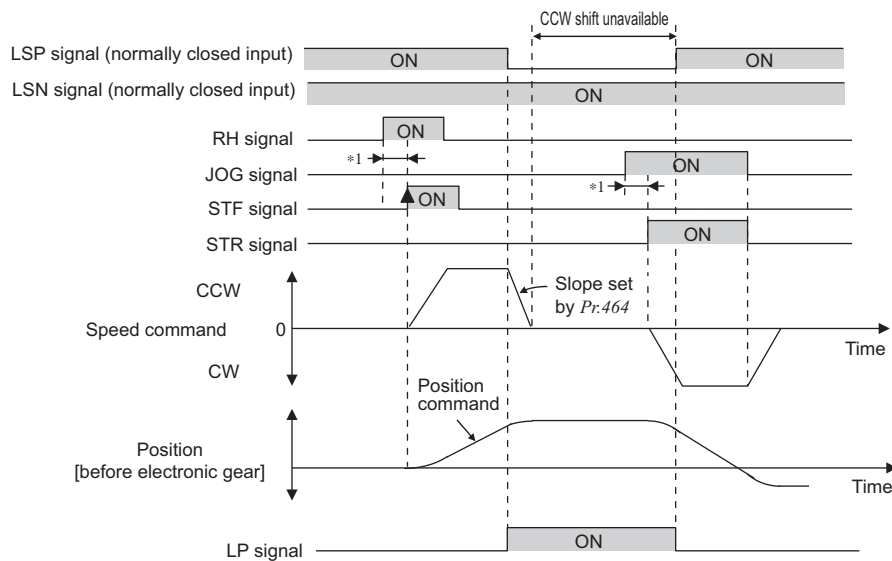 CCW shift unavailable
LSP signal (normally closed input)
ON
ON
LSN signal (normally closed input)
ON
RH signal
ON
*1
JOG signal
ON
*1
STF signal
ON
STR signal
ON
CCW
Slope set
by Pr.464
Speed command
0
Time
CW
Position
command
Position
[before electronic gear]
Time
LP signal
ON